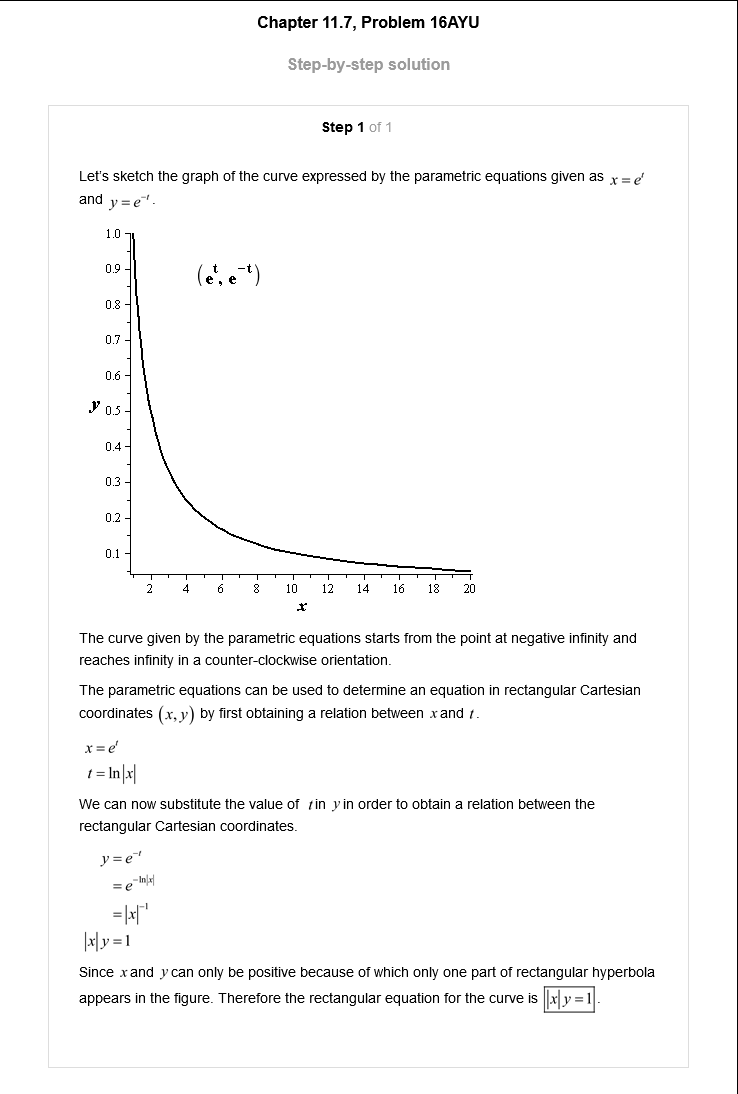 Chapter 11.7, Problem 16AYU
Step-by-step solution
Step 1 of 1
Let's sketch the graph of the curve expressed by the parametric equations given as x = e^t
and y = e^-t .
1.0
0.9
(e^t, e^-t)
0.8
0.7
0.6
y 0.5
0.4
0.3
0.2
0.1
2 4 6 8 10 12 14 16 18 20
x
The curve given by the parametric equations starts from the point at negative infinity and
reaches infinity in a counter-clockwise orientation.
The parametric equations can be used to determine an equation in rectangular Cartesian
coordinates (x, y) by first obtaining a relation between x and t .
x = e^t
t = ln|x|
We can now substitute the value of t in y in order to obtain a relation between the
rectangular Cartesian coordinates.
y = e^-t
= e^-ln|x|
= |x|^-1
|x|y = 1
Since x and y can only be positive because of which only one part of rectangular hyperbola
appears in the figure. Therefore the rectangular equation for the curve is |x|y = 1 .